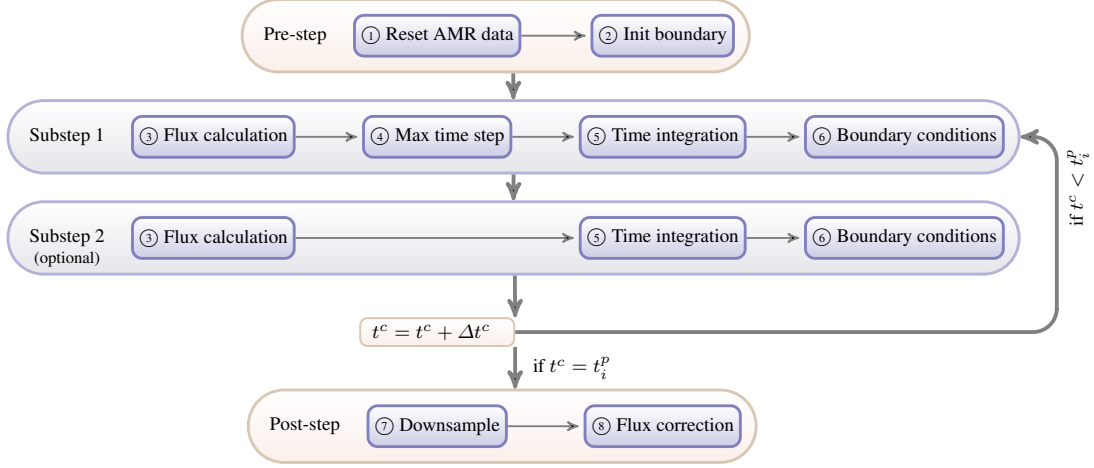 Pre-step ① Reset AMR data ② Init boundary
Substep 1 ③ Flux calculation ④ Max time step ⑤ Time integration ⑥ Boundary conditions
if t^c < t_i^p
Substep 2 ③ Flux calculation ⑤ Time integration ⑥ Boundary conditions
(optional)
t^c = t^c + Δt^c
if t^c = t_i^p
Post-step ⑦ Downsample ⑧ Flux correction